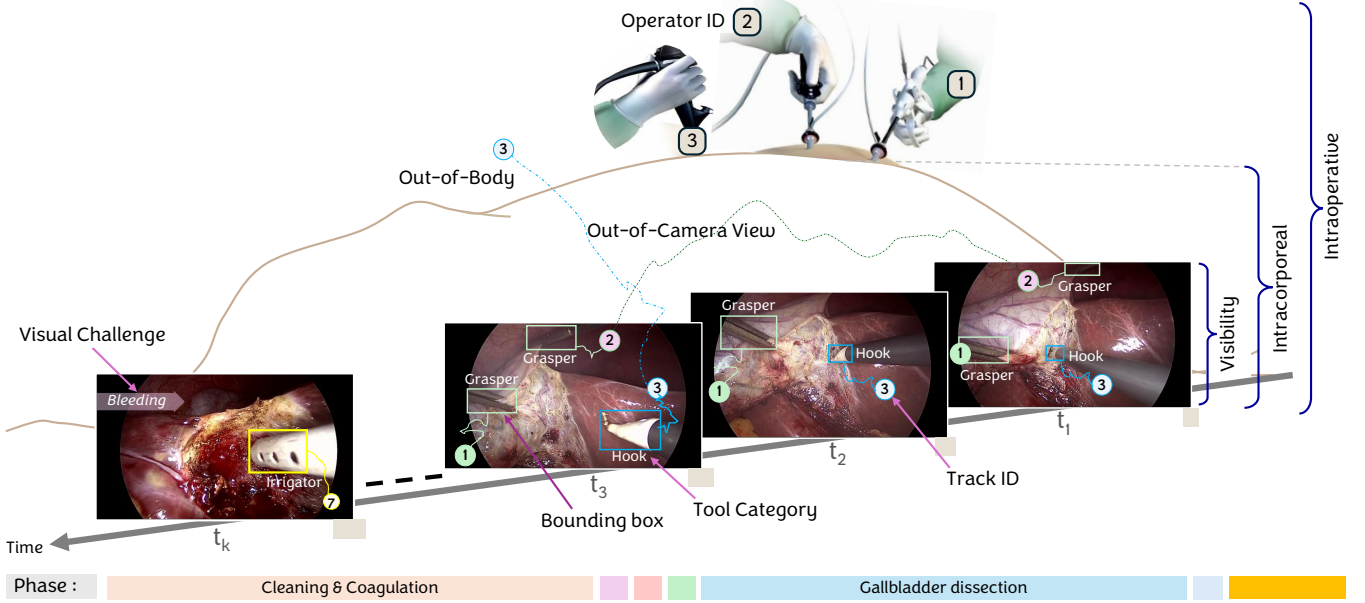 Operator ID
2
1
3
3
Out-of-Body
Out-of-Camera View
Intraoperative
Intracorporeal
Visibility
2
Grasper
1
Hook
Grasper
3
t1
Grasper
Hook
1
3
t2
Track ID
Grasper
2
Grasper
3
1
Hook
t3
Bounding box
Tool Category
Visual Challenge
Bleeding
Irrigator
7
tk
Time
Phase :
Cleaning & Coagulation
Gallbladder dissection